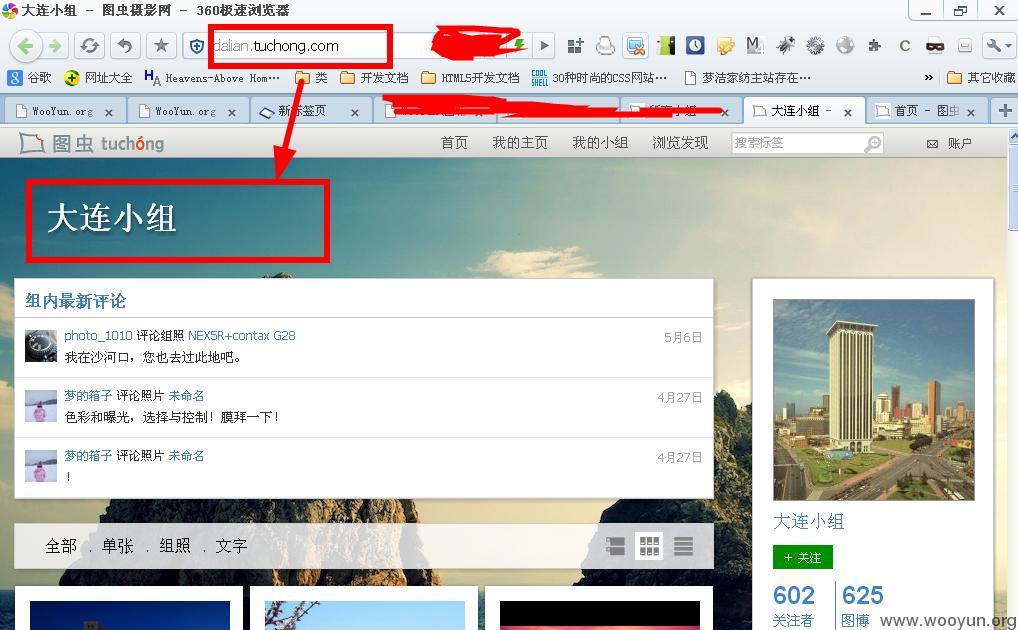 大连小组 - 图虫摄影网 - 360极速浏览器
dalian.tuchong.com
谷歌 网址大全 Heavens-Above Hom… 类 开发文档 HTML5开发文档 30种时尚的CSS网站… 梦洁家纺主站存在… » 其它收藏
WooYun.org WooYun.org 新标签页 所有小组 大连小组 - 首页 - 图虫
图虫 tuchóng 首页 我的主页 我的小组 浏览发现 搜索标签 账户
大连小组
组内最新评论
photo_1010 评论组照 NEX5R+contax G28 5月6日
我在沙河口，您也去过此地吧。
梦的箱子 评论照片 未命名 4月27日
色彩和曝光，选择与控制！膜拜一下！
梦的箱子 评论照片 未命名 4月27日
！
大连小组
+ 关注
全部 . 单张 . 组照 . 文字
602 625
关注者 图博
www.wooyun.org